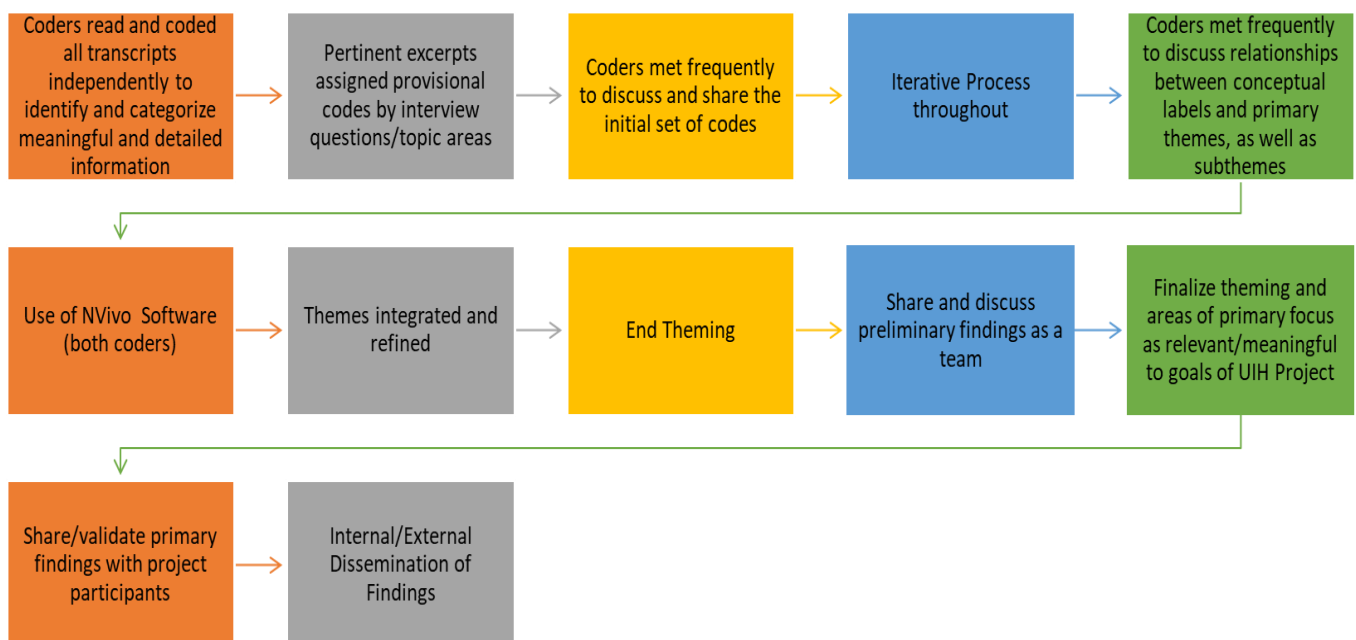 Coders read and coded
all transcripts
independently to
identify and categorize
meaningful and detailed
information
Pertinent excerpts
assigned provisional
codes by interview
questions/topic areas
Coders met frequently
to discuss and share the
initial set of codes
Iterative Process
throughout
Coders met frequently
to discuss relationships
between conceptual
labels and primary
themes, as well as
subthemes
Use of NVivo Software
(both coders)
Themes integrated and
refined
End Theming
Share and discuss
preliminary findings as a
team
Finalize theming and
areas of primary focus
as relevant/meaningful
to goals of UIH Project
Share/validate primary
findings with project
participants
Internal/External
Dissemination of
Findings